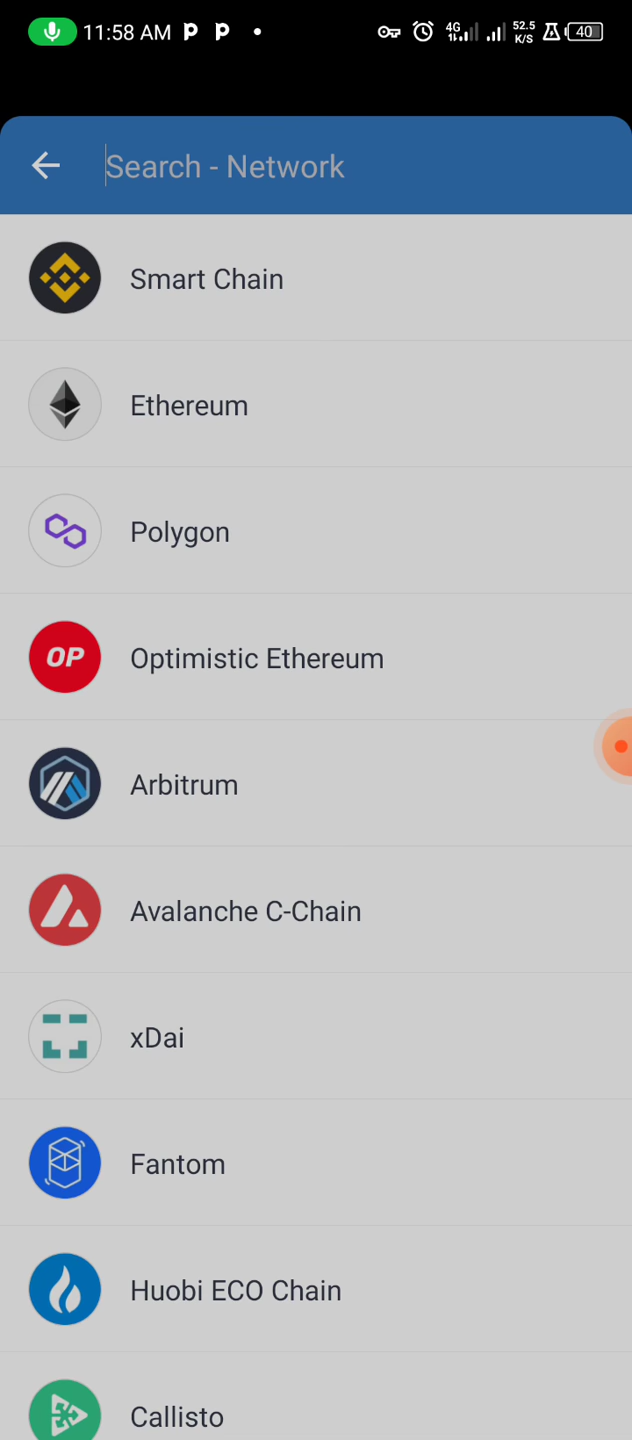 11:58 AM
4G
52.5
K/S
40
Search - Network
Smart Chain
Ethereum
Polygon
OP
Optimistic Ethereum
Arbitrum
Avalanche C-Chain
xDai
Fantom
Huobi ECO Chain
Callisto